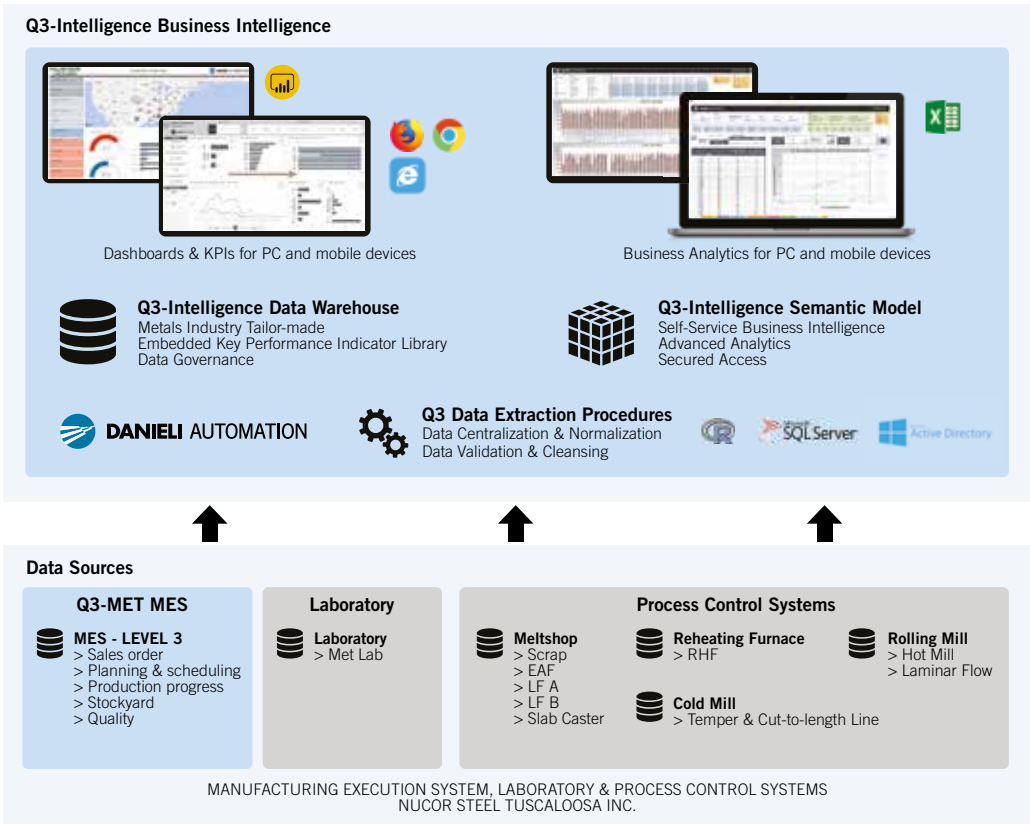 Q3-Intelligence Business Intelligence
Dashboards & KPIs for PC and mobile devices
Business Analytics for PC and mobile devices
Q3-Intelligence Data Warehouse
Metals Industry Tailor-made
Embedded Key Performance Indicator Library
Data Governance
Q3-Intelligence Semantic Model
Self-Service Business Intelligence
Advanced Analytics
Secured Access
DANIELI AUTOMATION
Q3 Data Extraction Procedures
Data Centralization & Normalization
Data Validation & Cleansing
R
SQL Server
Active Directory
Data Sources
Q3-MET MES
MES - LEVEL 3
> Sales order
> Planning & scheduling
> Production progress
> Stockyard
> Quality
Laboratory
Laboratory
> Met Lab
Process Control Systems
Meltshop
> Scrap
> EAF
> LF A
> LF B
> Slab Caster
Reheating Furnace
> RHF
Cold Mill
> Temper & Cut-to-length Line
Rolling Mill
> Hot Mill
> Laminar Flow
MANUFACTURING EXECUTION SYSTEM, LABORATORY & PROCESS CONTROL SYSTEMS
NUCOR STEEL TUSCALOOSA INC.